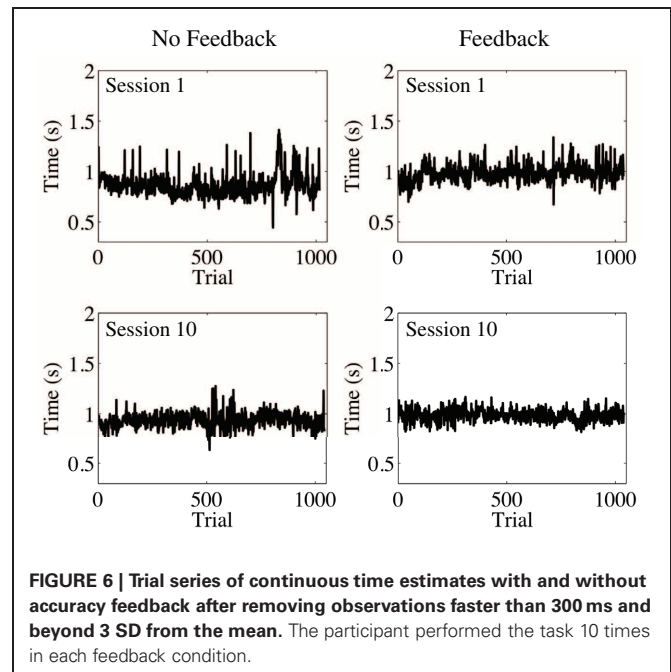 No Feedback Feedback
2 2
Session 1 Session 1
1.5 1.5
Time (s) 1 Time (s) 1
0.5 0.5
0 500 1000 0 500 1000
Trial Trial
2 2
Session 10 Session 10
1.5 1.5
Time (s) 1 Time (s) 1
0.5 0.5
0 500 1000 0 500 1000
Trial Trial
FIGURE 6 | Trial series of continuous time estimates with and without
accuracy feedback after removing observations faster than 300 ms and
beyond 3 SD from the mean. The participant performed the task 10 times
in each feedback condition.